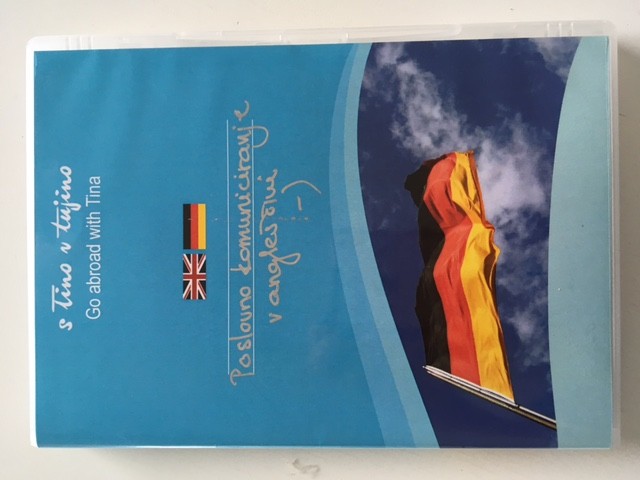 s Tino v tujino
Go abroad with Tina
Poslovno komuniciranje
v angleščini
:-)